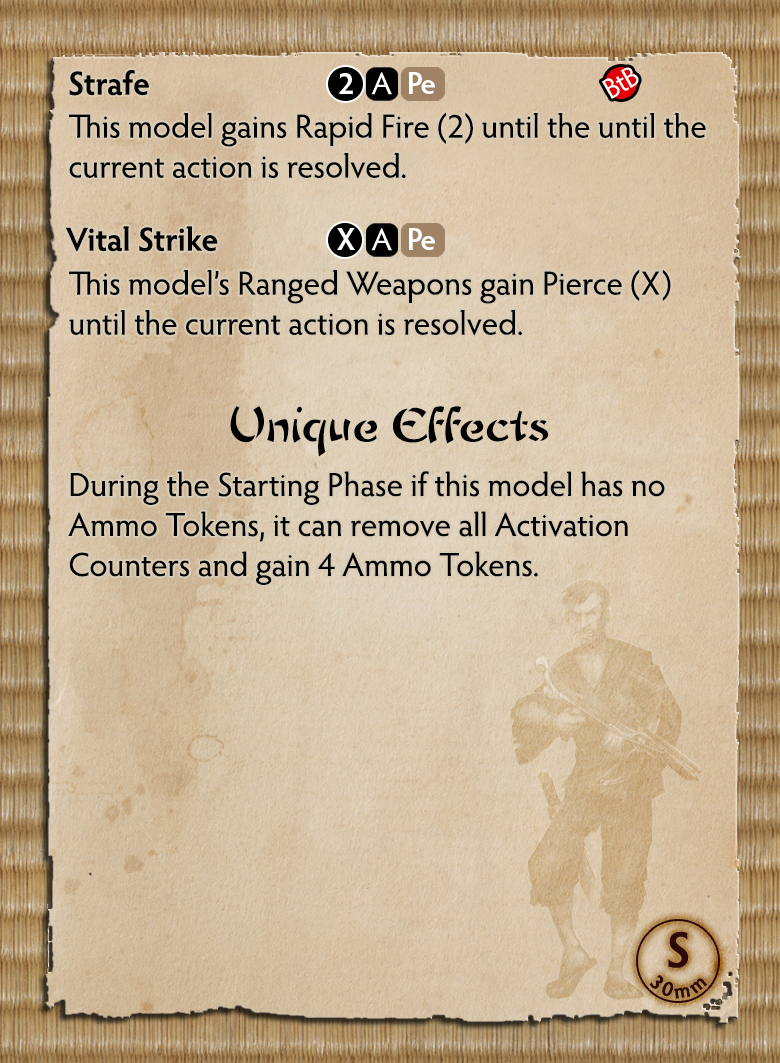 Strafe 2 A Pe BtB
This model gains Rapid Fire (2) until the until the
current action is resolved.
Vital Strike X A Pe
This model's Ranged Weapons gain Pierce (X)
until the current action is resolved.
Unique Effects
During the Starting Phase if this model has no
Ammo Tokens, it can remove all Activation
Counters and gain 4 Ammo Tokens.
S
30mm